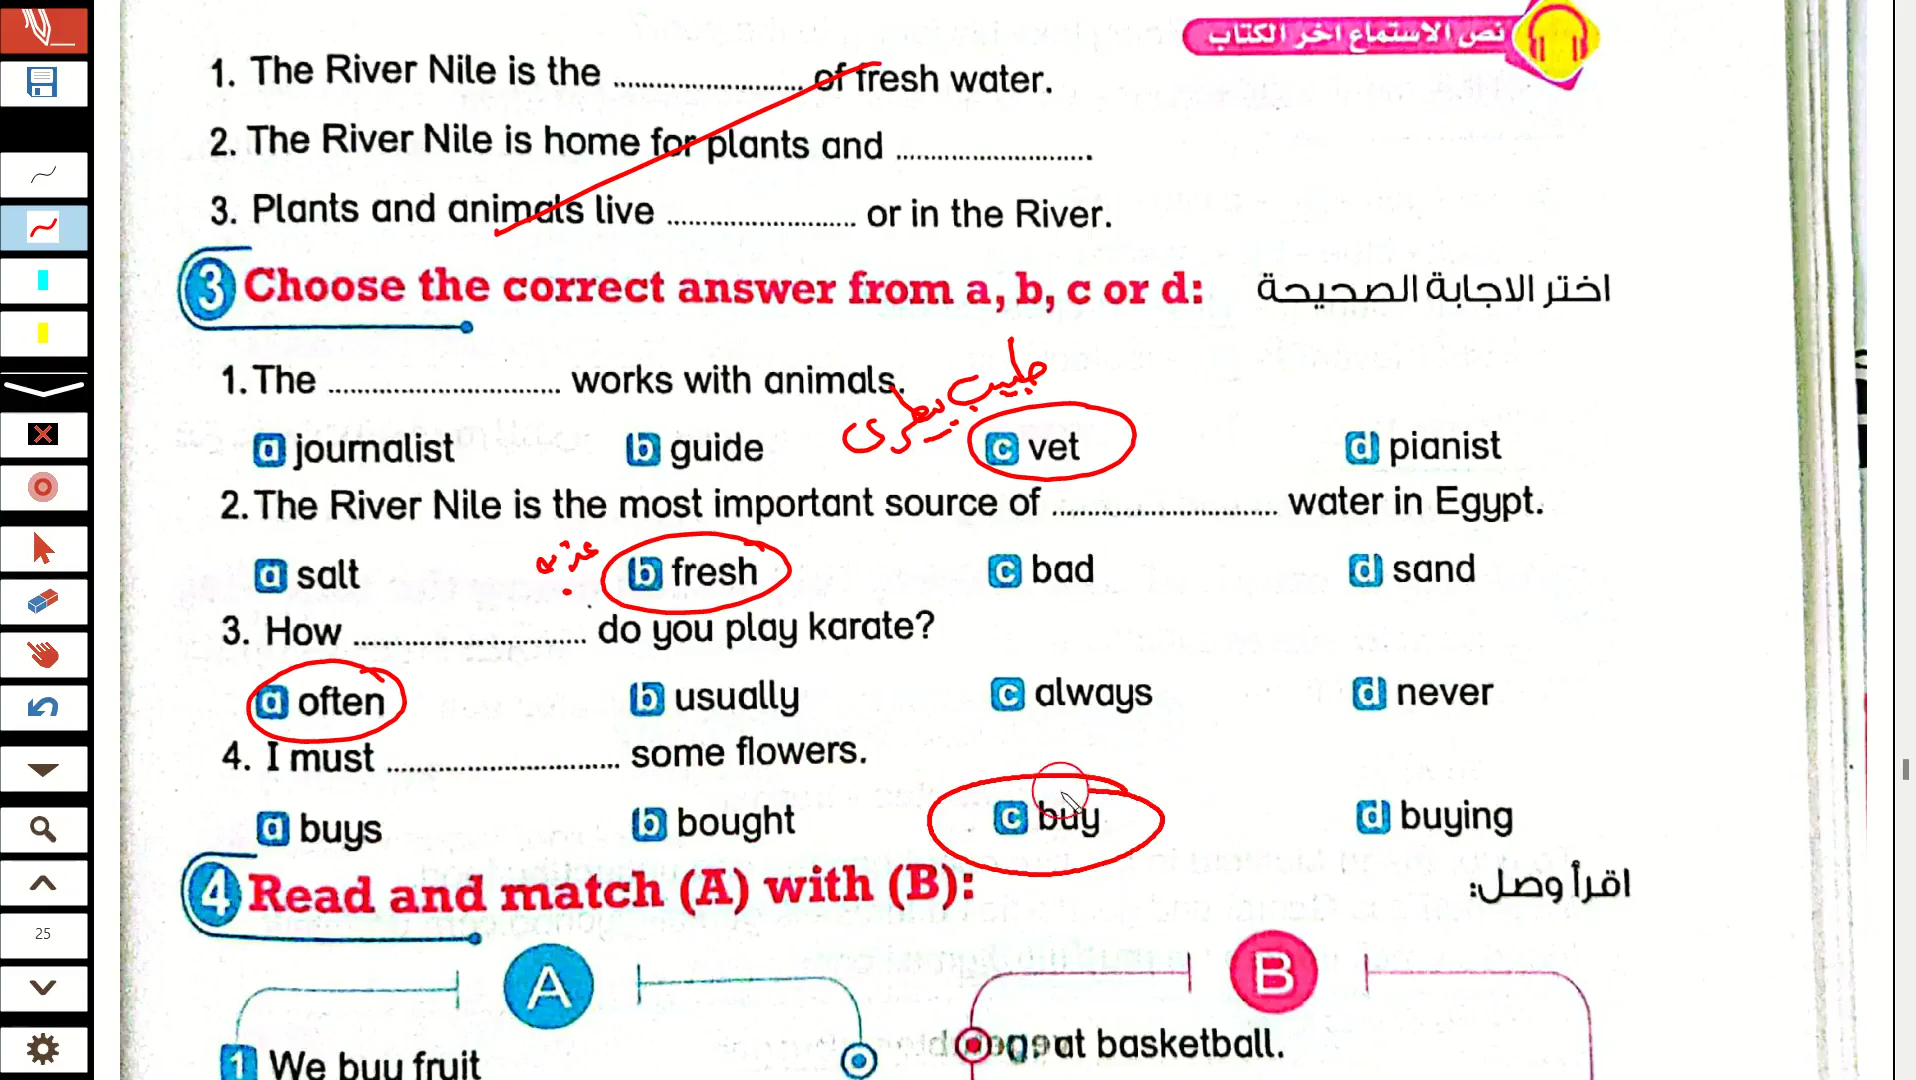 نص الاستماع اخر الكتاب
1. The River Nile is the ............................ of fresh water.
2. The River Nile is home for plants and ............................
3. Plants and animals live ............................ or in the River.
3 Choose the correct answer from a, b, c or d: اختر الاجابة الصحيحة
1. The ............................ works with animals.
طبيب بيطرى
a journalist b guide c vet d pianist
2. The River Nile is the most important source of ............................ water in Egypt.
عذبه
a salt b fresh c bad d sand
3. How ............................ do you play karate?
a often b usually c always d never
4. I must ............................ some flowers.
a buys b bought c buy d buying
4 Read and match (A) with (B): اقرأ وصل:
A B
1 We buy fruit
at basketball.
25